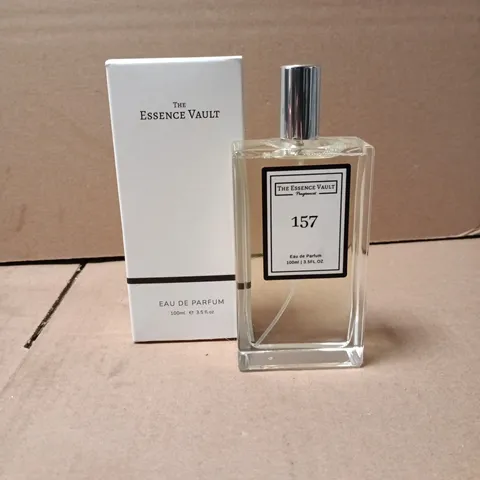 THE
ESSENCE VAULT
EAU DE PARFUM
100ml ℮ 3.5 fl.oz
THE ESSENCE VAULT
Fragrances
157
Eau de Parfum
100ml | 3.5FL.OZ